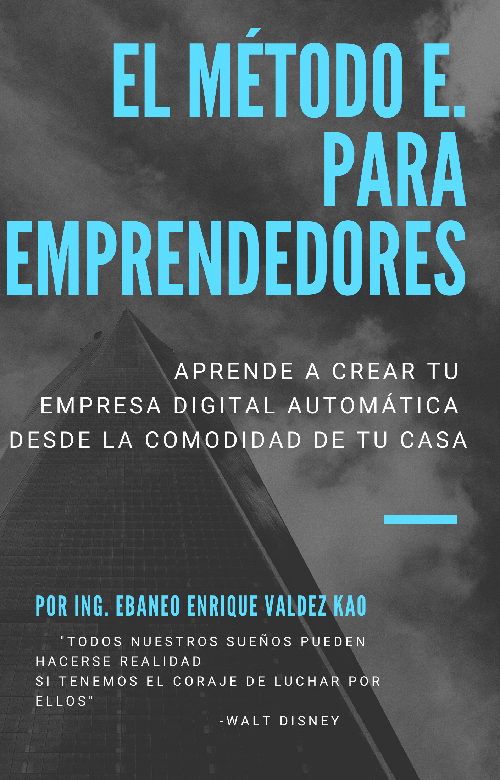 EL MÉTODO E.
PARA
EMPRENDEDORES
APRENDE A CREAR TU
EMPRESA DIGITAL AUTOMÁTICA
DESDE LA COMODIDAD DE TU CASA
POR ING. EBANEO ENRIQUE VALDEZ KAO
"TODOS NUESTROS SUEÑOS PUEDEN
HACERSE REALIDAD
SI TENEMOS EL CORAJE DE LUCHAR POR
ELLOS"
-WALT DISNEY